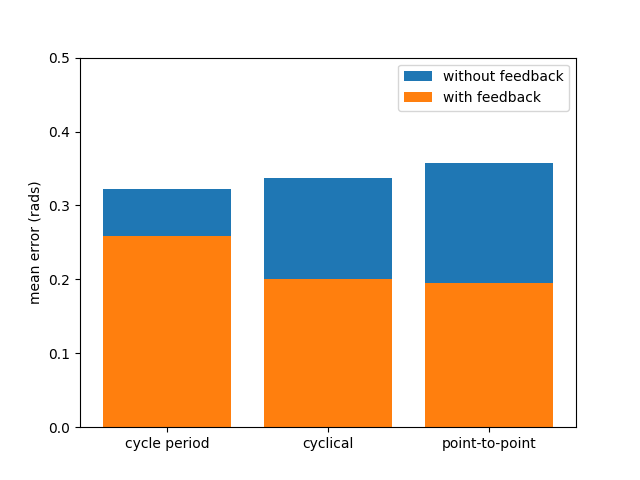 0.5
without feedback
with feedback
0.4
0.3
mean error (rads)
0.2
0.1
0.0
cycle period
cyclical
point-to-point